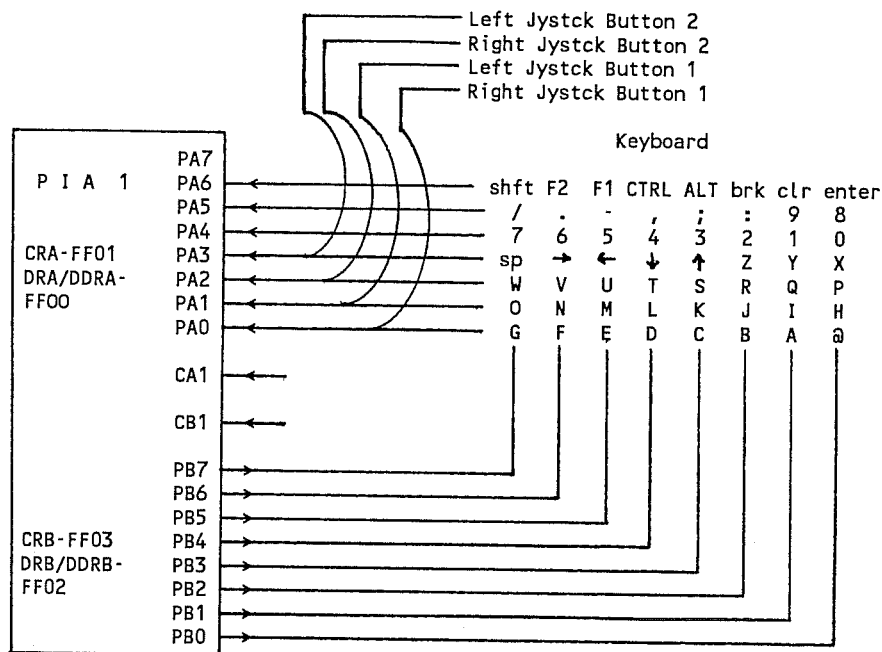 Left Jystck Button 2
Right Jystck Button 2
Left Jystck Button 1
Right Jystck Button 1
Keyboard
PIA 1
PA7
PA6
PA5
PA4
CRA-FF01
PA3
DRA/DDRA-
PA2
FF00
PA1
PA0
CA1
CB1
PB7
PB6
PB5
CRB-FF03
PB4
DRB/DDRB-
PB3
FF02
PB2
PB1
PB0
shft F2 F1 CTRL ALT brk clr enter
/ . - , ; : 9 8
7 6 5 4 3 2 1 0
sp → ← ↓ ↑ Z Y X
W V U T S R Q P
O N M L K J I H
G F E D C B A @